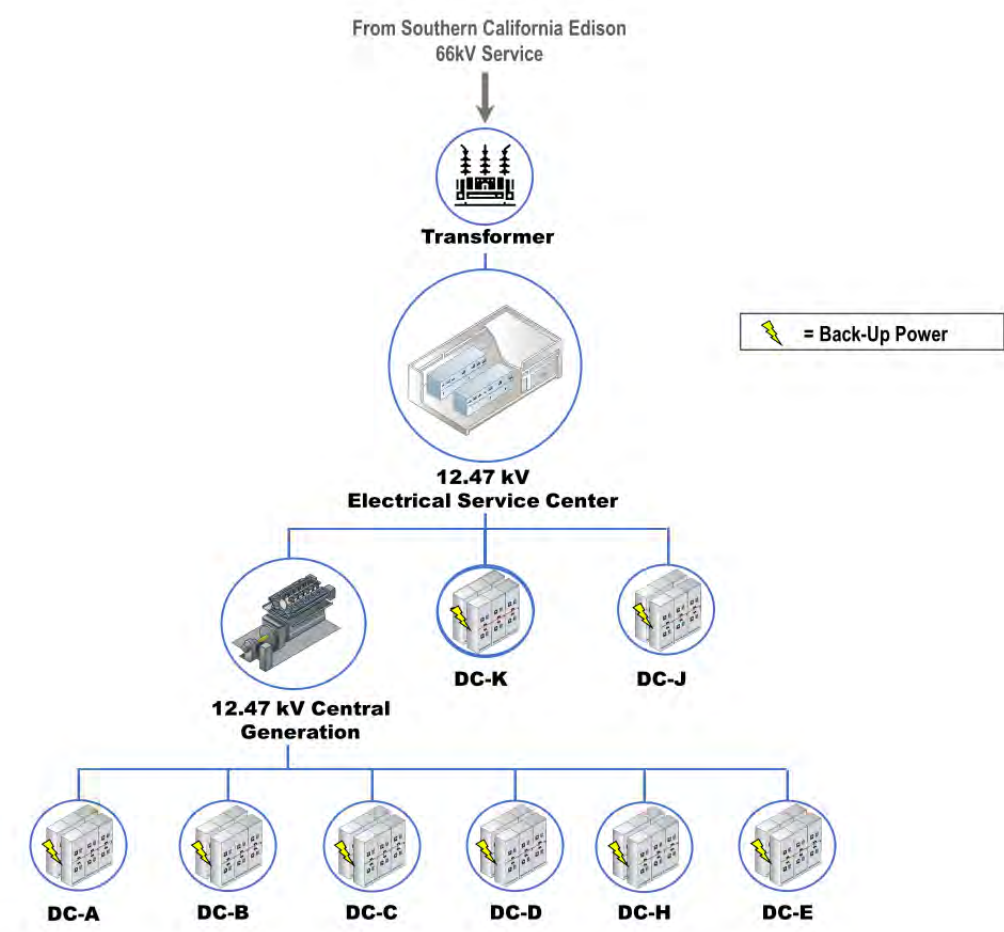 From Southern California Edison
66kV Service
Transformer
= Back-Up Power
12.47 kV
Electrical Service Center
DC-K
DC-J
12.47 kV Central
Generation
DC-A
DC-B
DC-C
DC-D
DC-H
DC-E